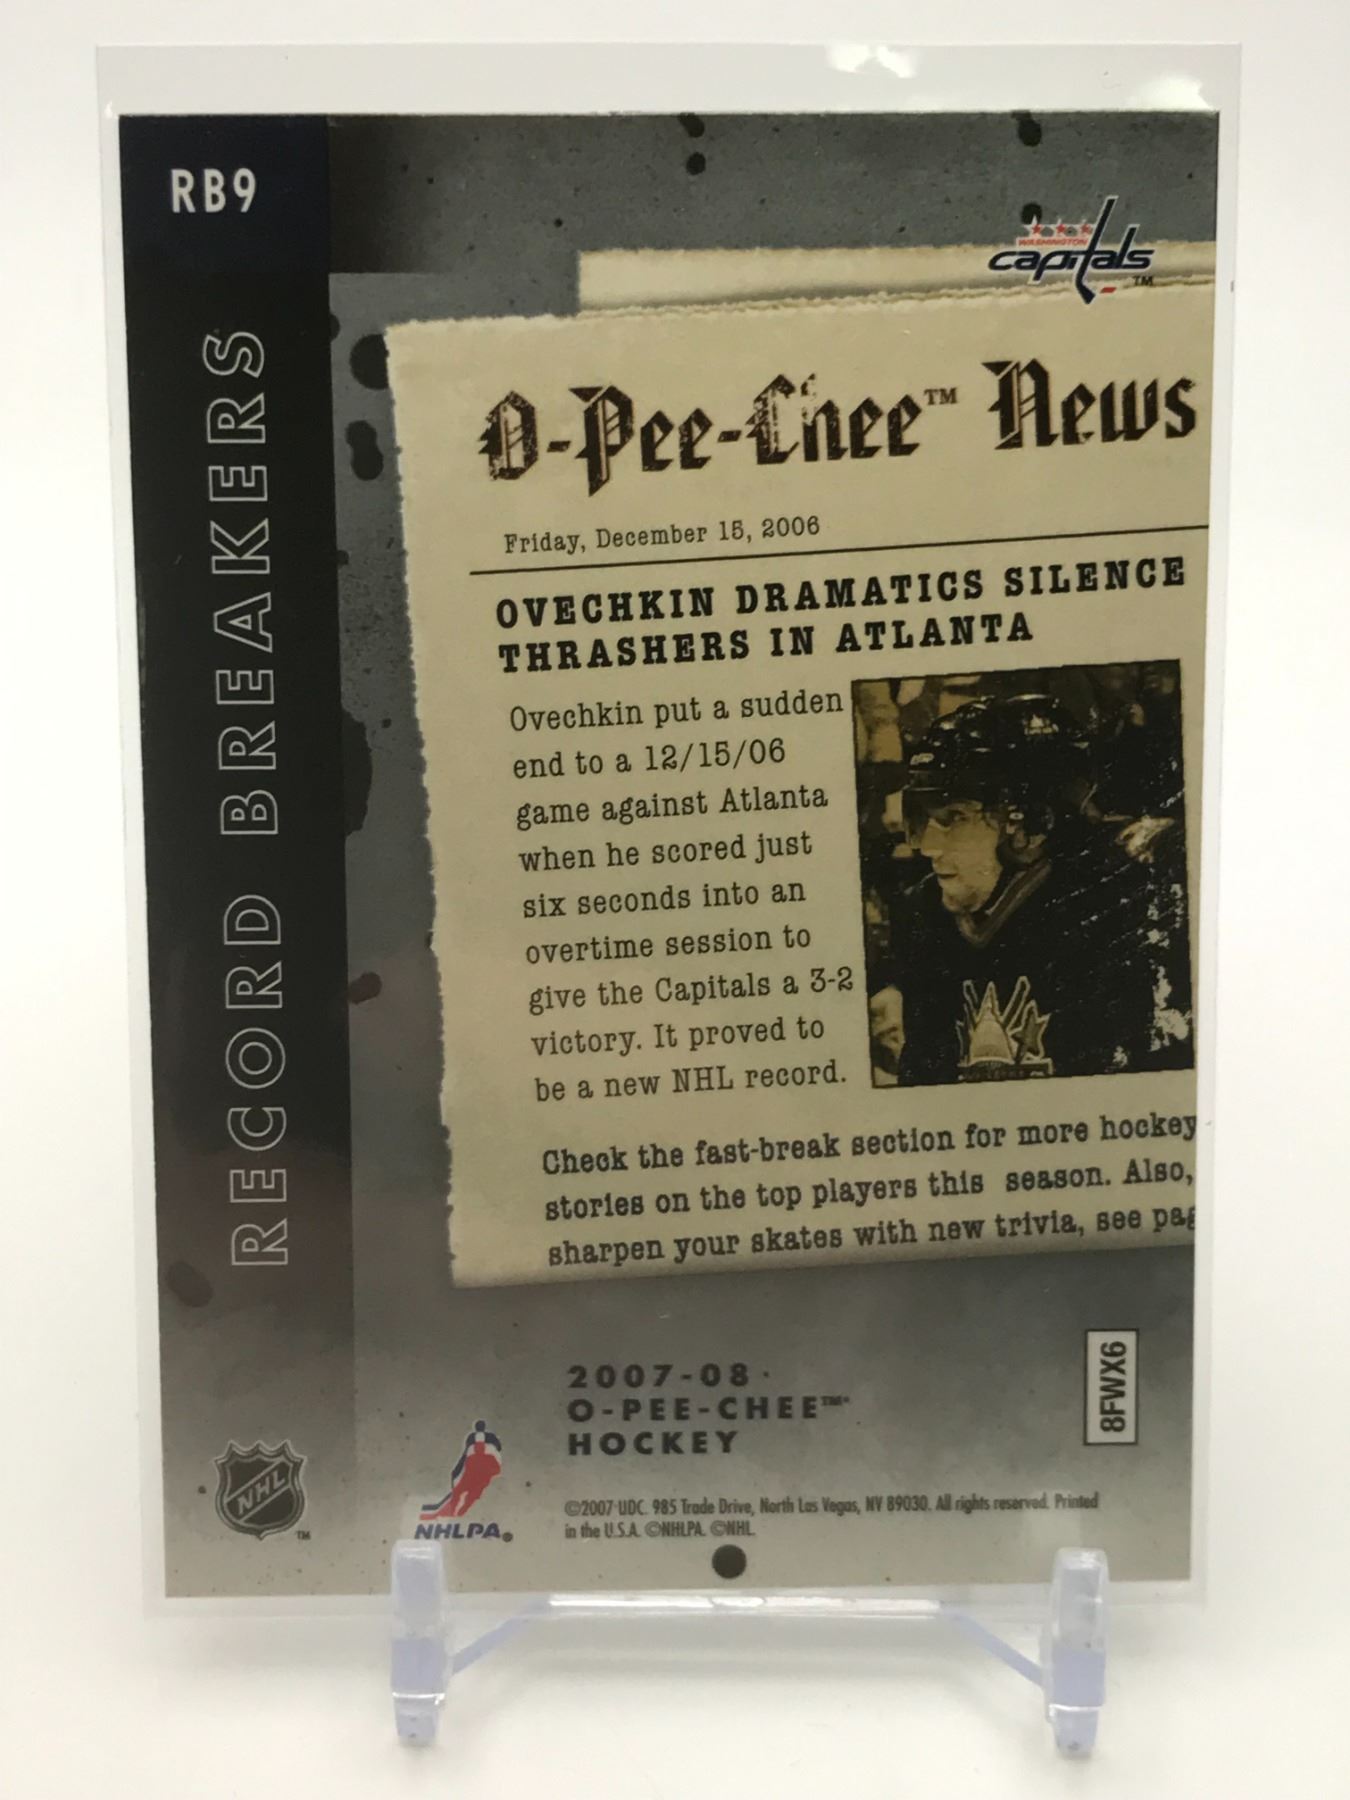 RB9
RECORD BREAKERS
WASHINGTON
capitals TM
O-Pee-Chee™ News
Friday, December 15, 2006
OVECHKIN DRAMATICS SILENCE
THRASHERS IN ATLANTA
Ovechkin put a sudden
end to a 12/15/06
game against Atlanta
when he scored just
six seconds into an
overtime session to
give the Capitals a 3-2
victory. It proved to
be a new NHL record.
Check the fast-break section for more hockey
stories on the top players this season. Also,
sharpen your skates with new trivia, see pag
2007-08
O-PEE-CHEE™
HOCKEY
8FWX6
NHL TM
NHLPA®
©2007 UDC. 985 Trade Drive, North Las Vegas, NV 89030. All rights reserved. Printed
in the U.S.A. ©NHLPA. ©NHL.